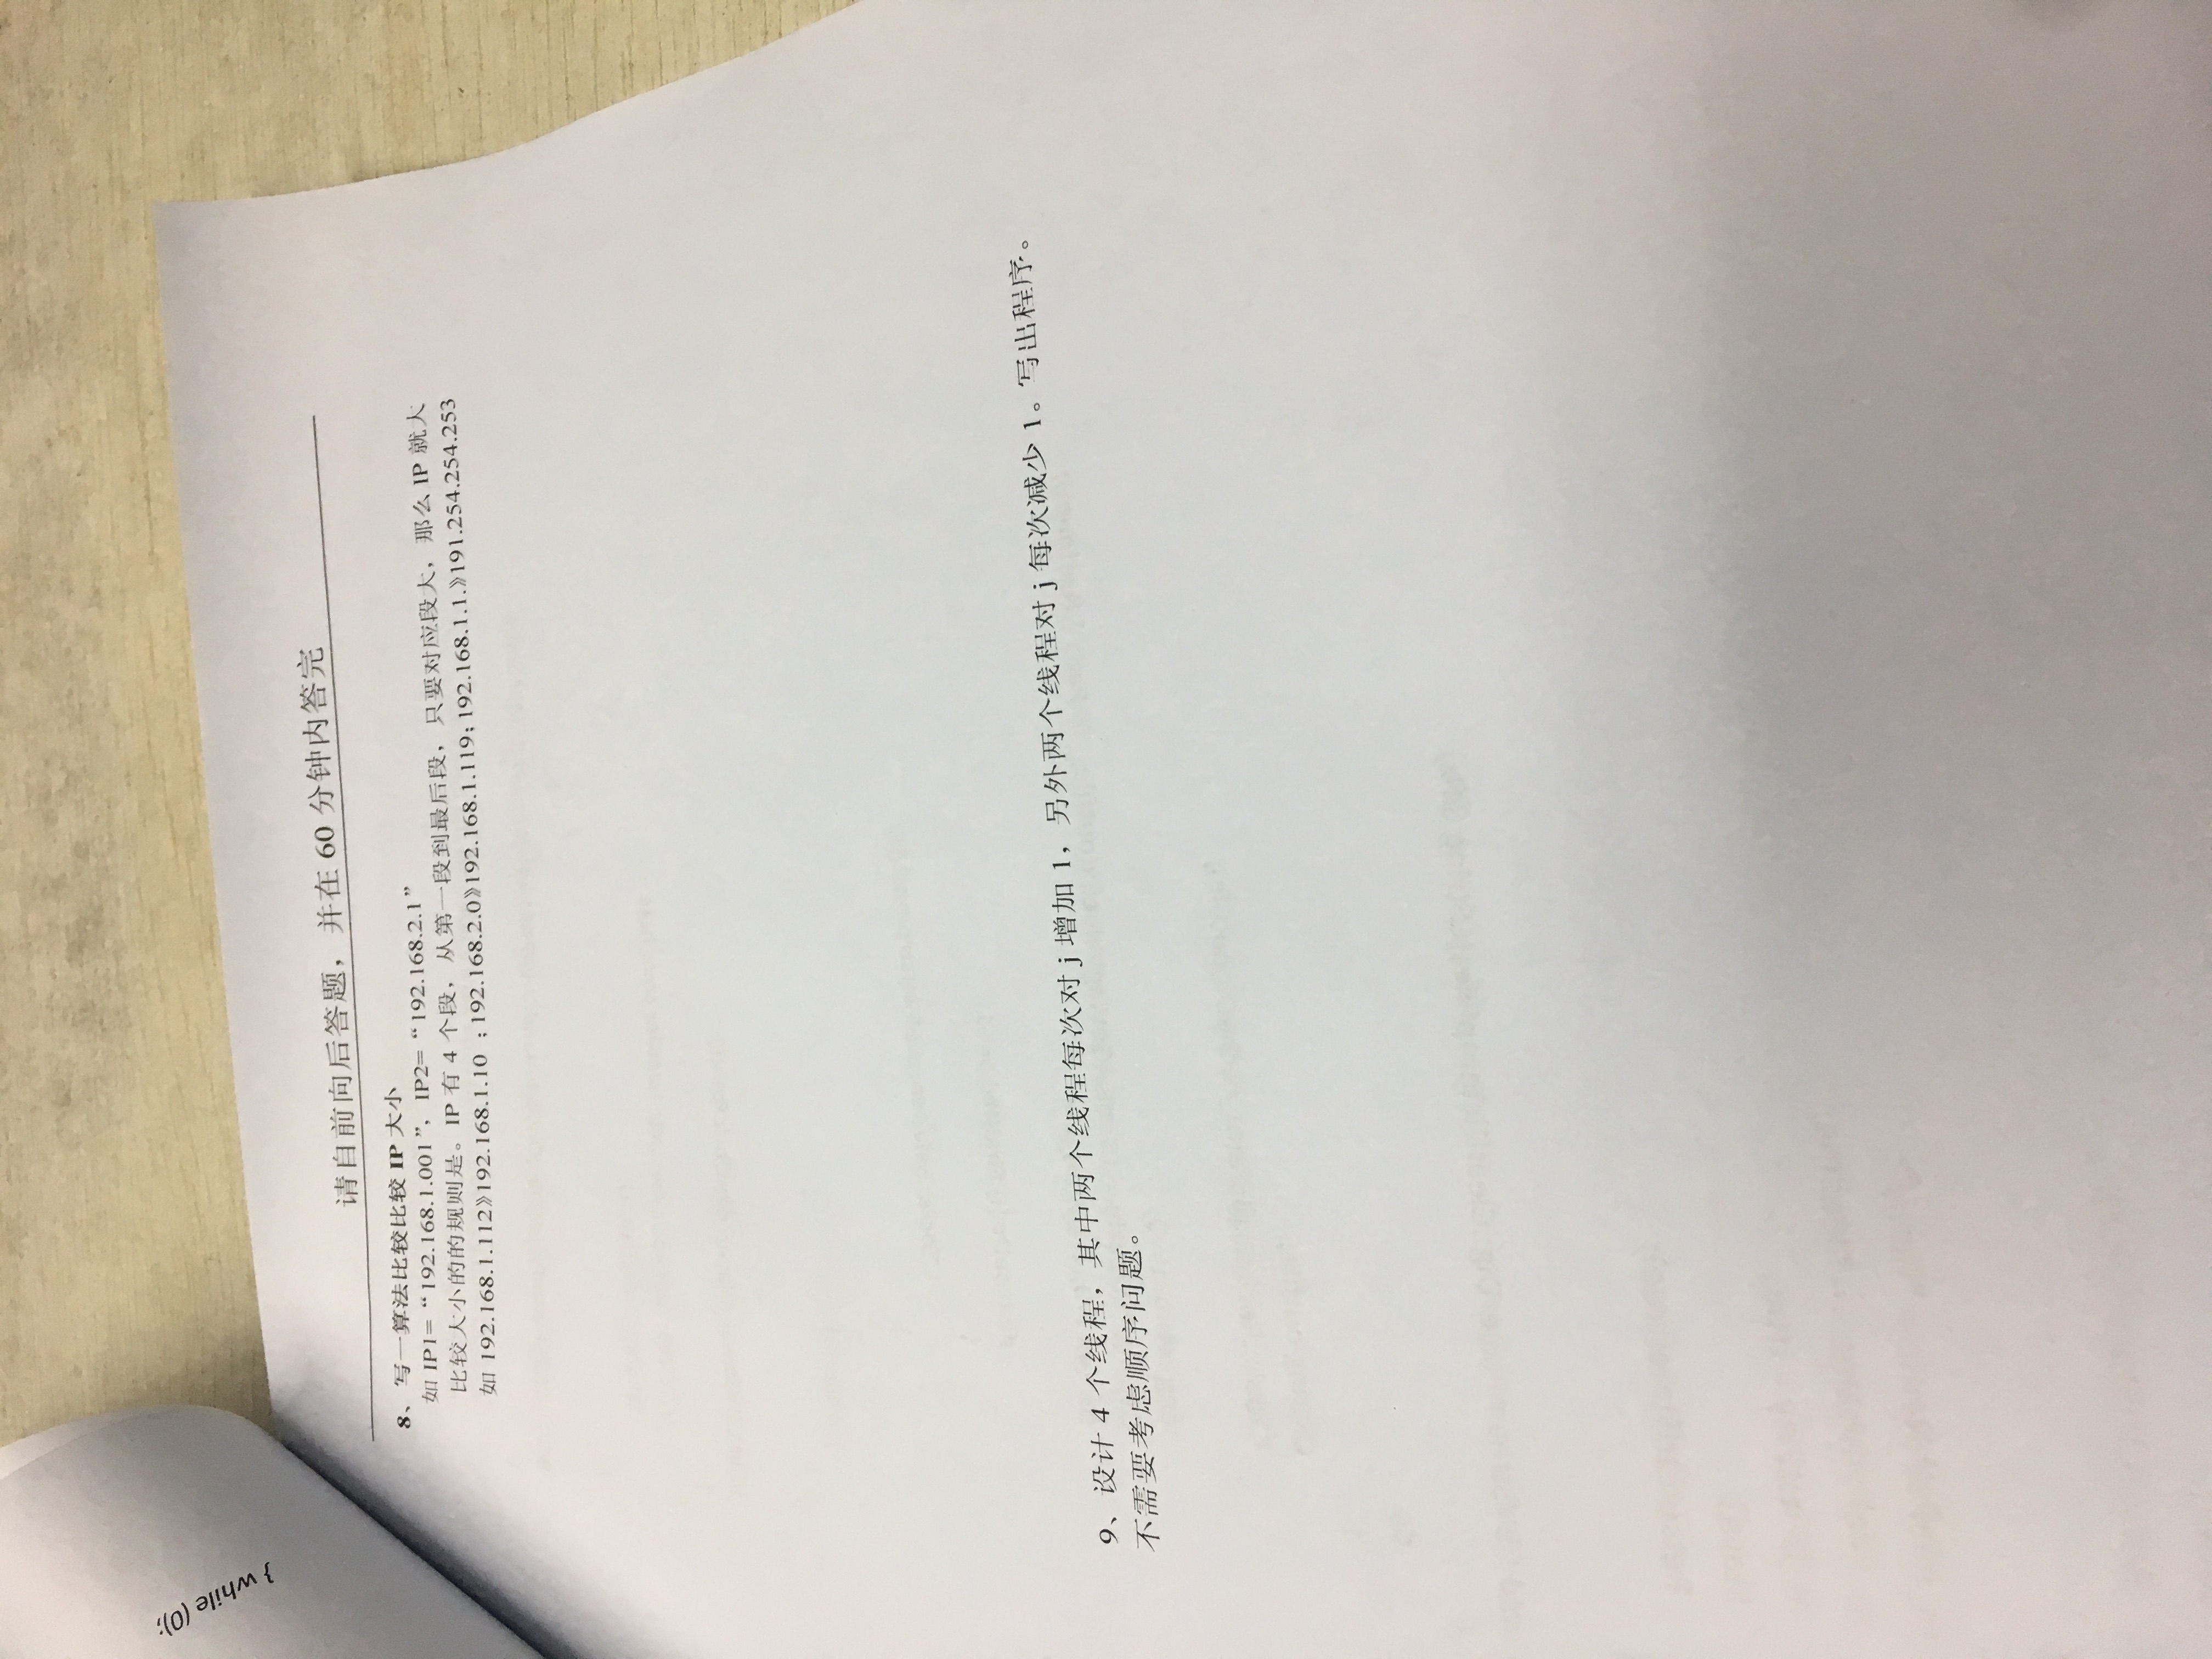 } while (0);
请自前向后答题，并在 60 分钟内答完
8、写一算法比较比较 IP 大小
如 IP1= “192.168.1.001”，IP2= “192.168.2.1”
比较大小的的规则是。IP 有 4 个段，从第一段到最后段，只要对应段大，那么 IP 就大
如 192.168.1.112》192.168.1.10 ；192.168.2.0》192.168.1.119；192.168.1.1.》191.254.254.253
9、设计 4 个线程，其中两个线程每次对 j 增加 1，另外两个线程对 j 每次减少 1。写出程序。
不需要考虑顺序问题。